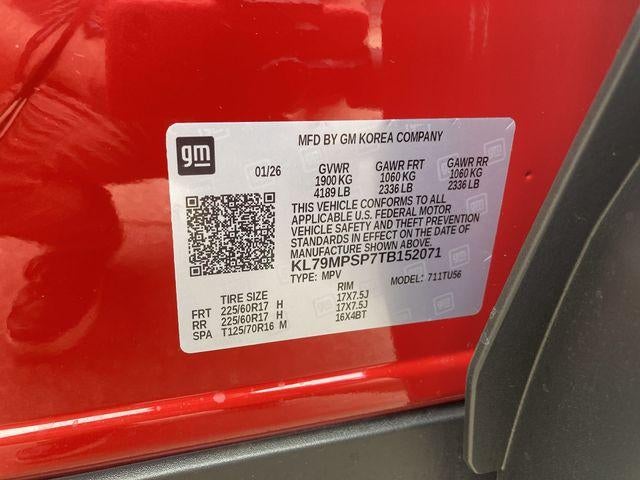 gm
MFD BY GM KOREA COMPANY
01/26 GVWR GAWR FRT GAWR RR
1900 KG 1060 KG 1060 KG
4189 LB 2336 LB 2336 LB
THIS VEHICLE CONFORMS TO ALL
APPLICABLE U.S. FEDERAL MOTOR
VEHICLE SAFETY AND THEFT PREVENTION
STANDARDS IN EFFECT ON THE DATE OF
MANUFACTURE SHOWN ABOVE.
KL79MPSP7TB152071
TYPE: MPV MODEL: 711TU56
TIRE SIZE RIM
FRT 225/60R17 H 17X7.5J
RR 225/60R17 H 17X7.5J
SPA T125/70R16 M 16X4BT